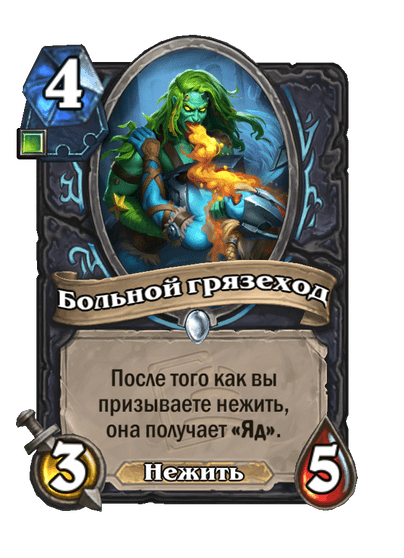 4
Больной грязеход
После того как вы
призываете нежить,
она получает «Яд».
3
Нежить
5